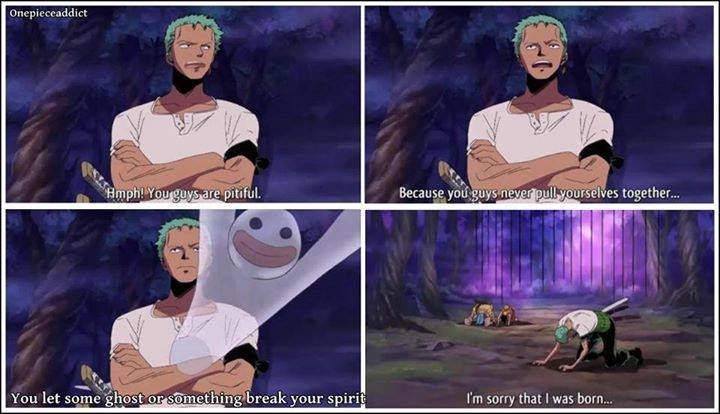 Onepieceaddict
Hmph! You guys are pitiful.
Because you guys never pull yourselves together...
You let some ghost or something break your spirit
I'm sorry that I was born...